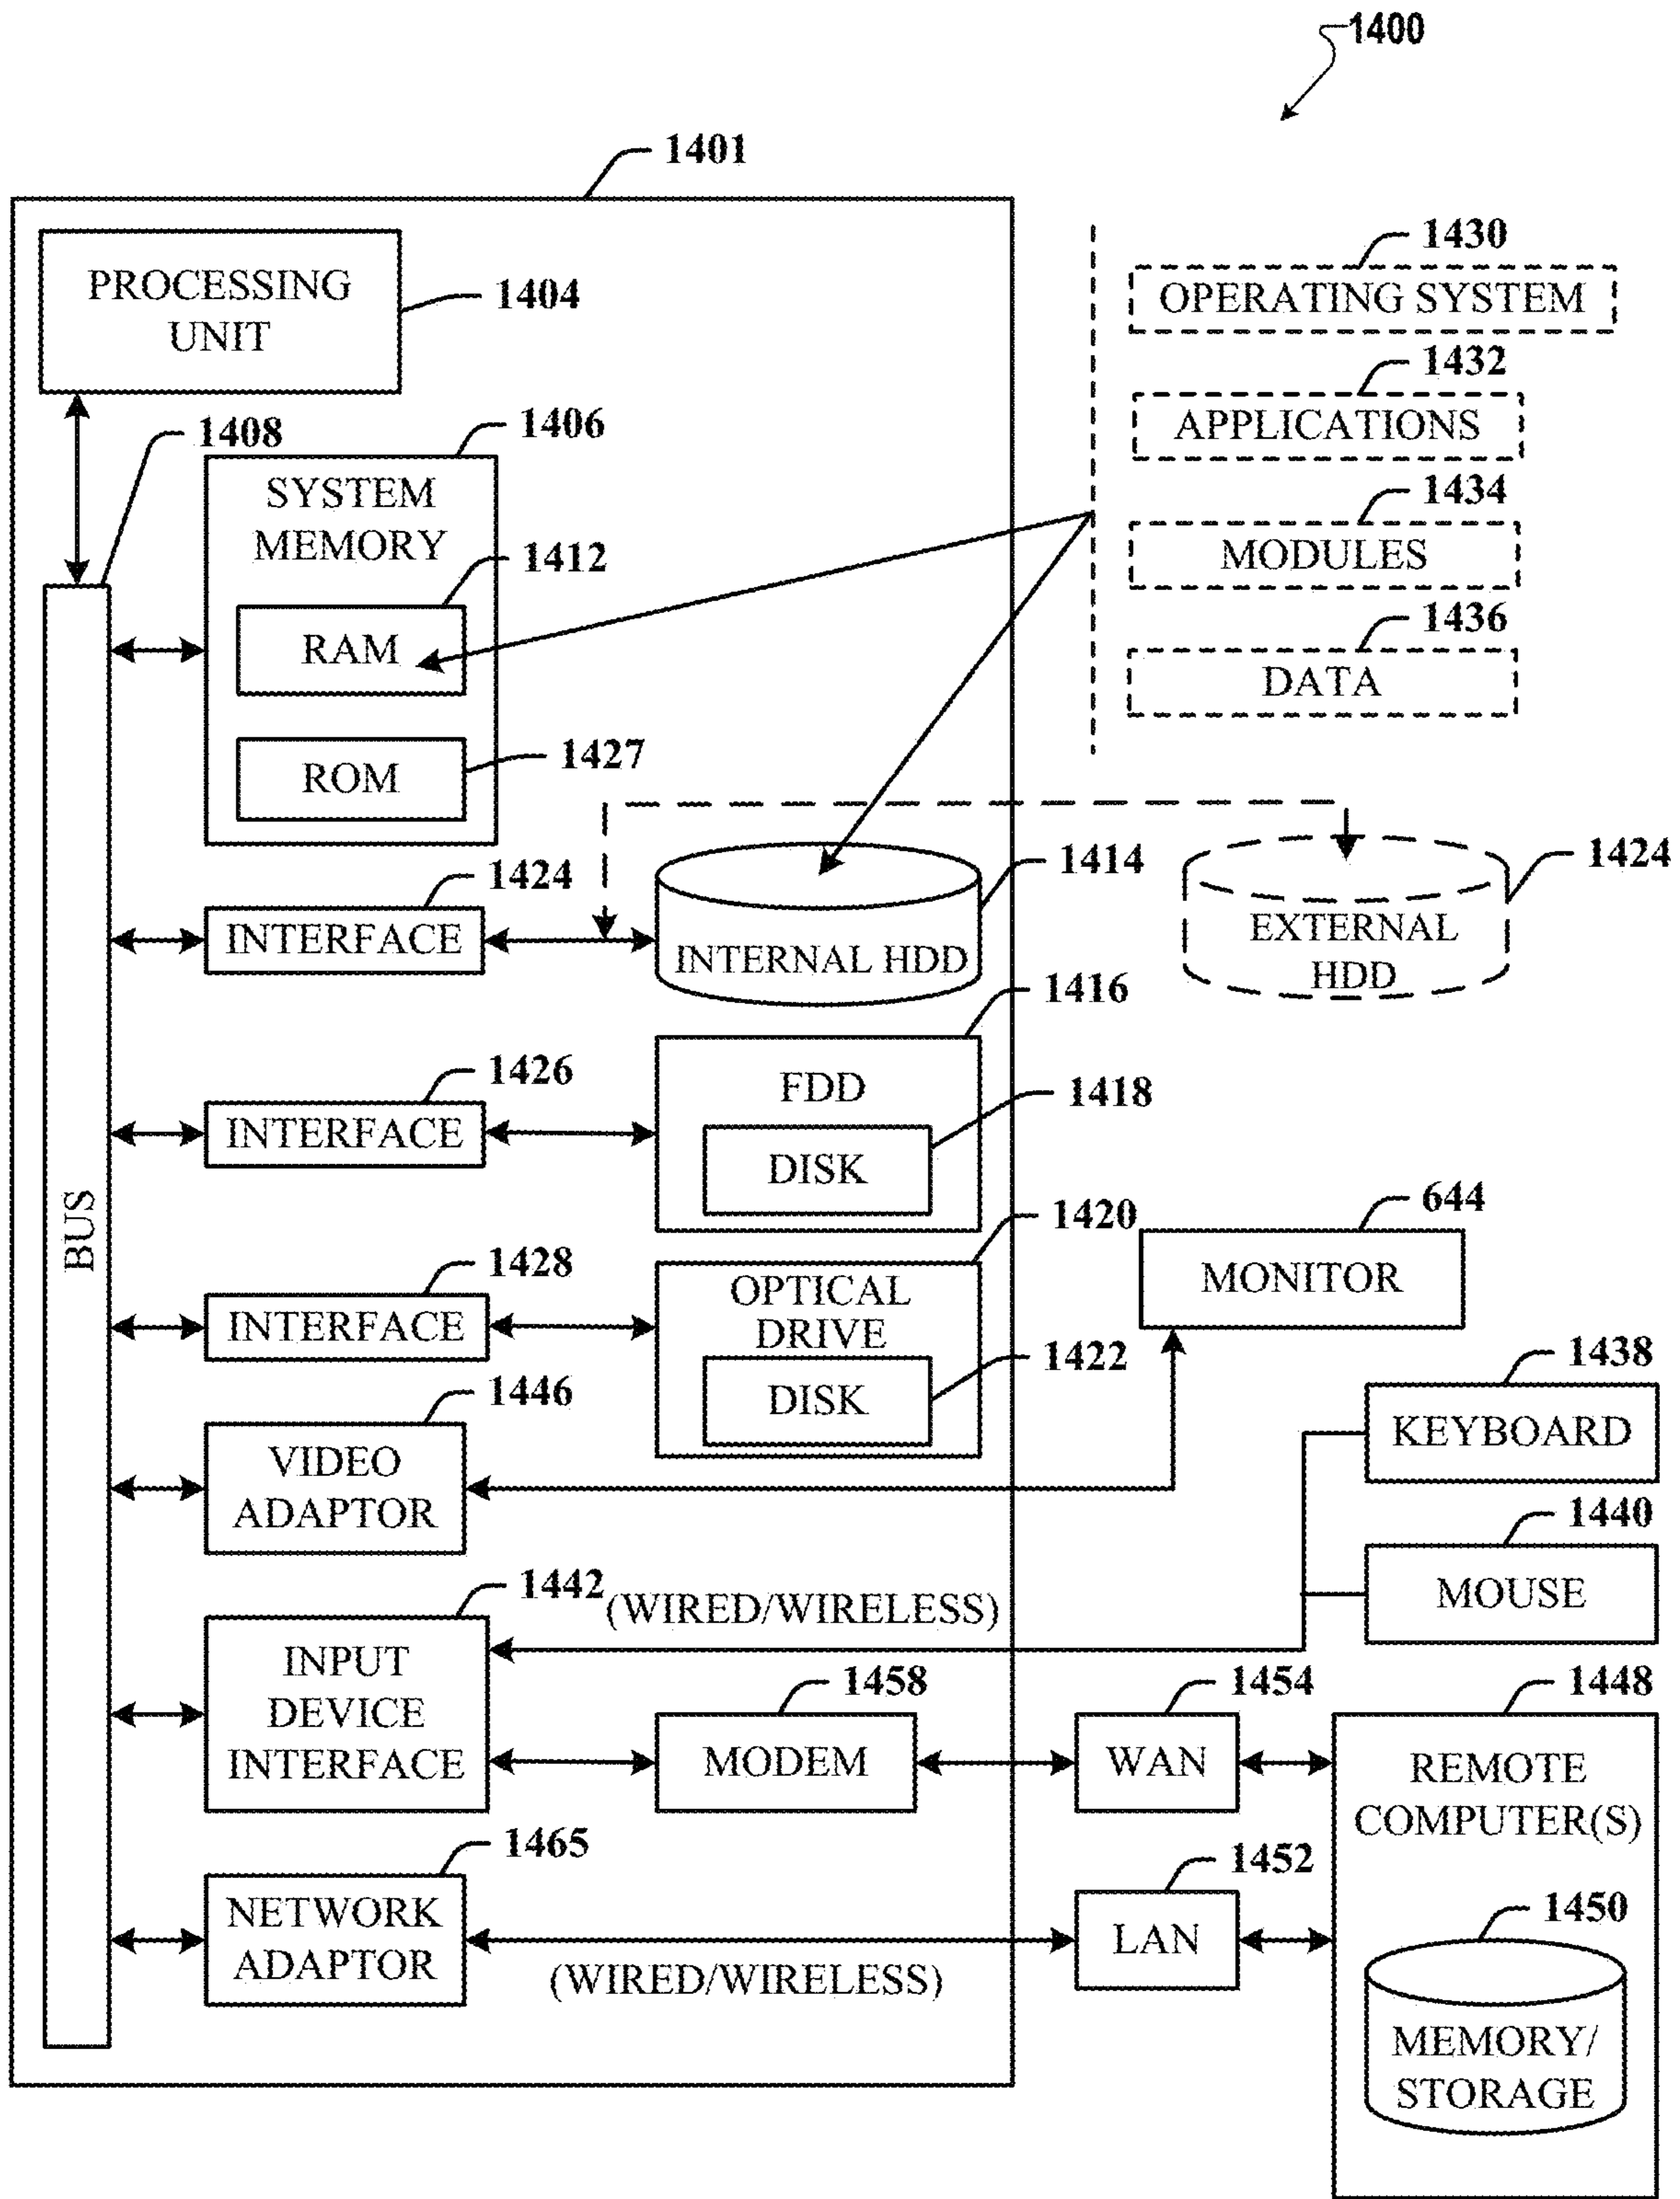 1400
1401
PROCESSING
UNIT
1404
1430
OPERATING SYSTEM
1432
APPLICATIONS
1434
MODULES
1436
DATA
1408
1406
SYSTEM
MEMORY
1412
RAM
1427
ROM
1424
INTERFACE
1414
INTERNAL HDD
1424
EXTERNAL
HDD
1426
INTERFACE
1416
FDD
1418
DISK
BUS
1428
INTERFACE
1420
OPTICAL
DRIVE
1422
DISK
644
MONITOR
1446
VIDEO
ADAPTOR
1438
KEYBOARD
1440
MOUSE
1442
(WIRED/WIRELESS)
INPUT
DEVICE
INTERFACE
1458
MODEM
1454
WAN
1448
REMOTE
COMPUTER(S)
1465
NETWORK
ADAPTOR
(WIRED/WIRELESS)
1452
LAN
1450
MEMORY/
STORAGE